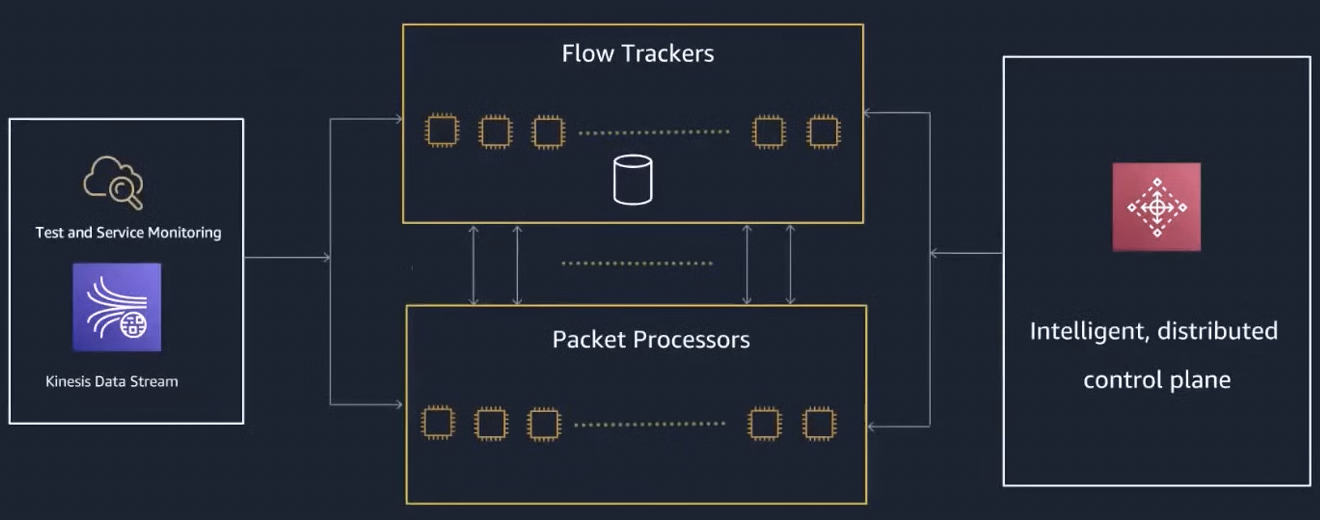 Flow Trackers
Test and Service Monitoring
Kinesis Data Stream
Packet Processors
Intelligent, distributed
control plane